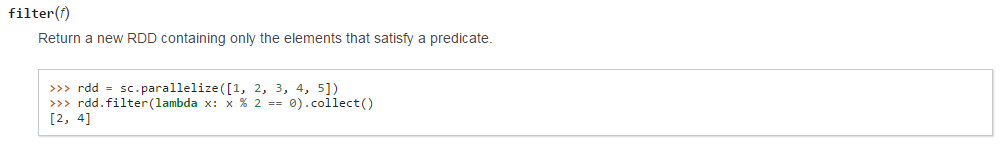 filter(f)
Return a new RDD containing only the elements that satisfy a predicate.
>>> rdd = sc.parallelize([1, 2, 3, 4, 5])
>>> rdd.filter(lambda x: x % 2 == 0).collect()
[2, 4]